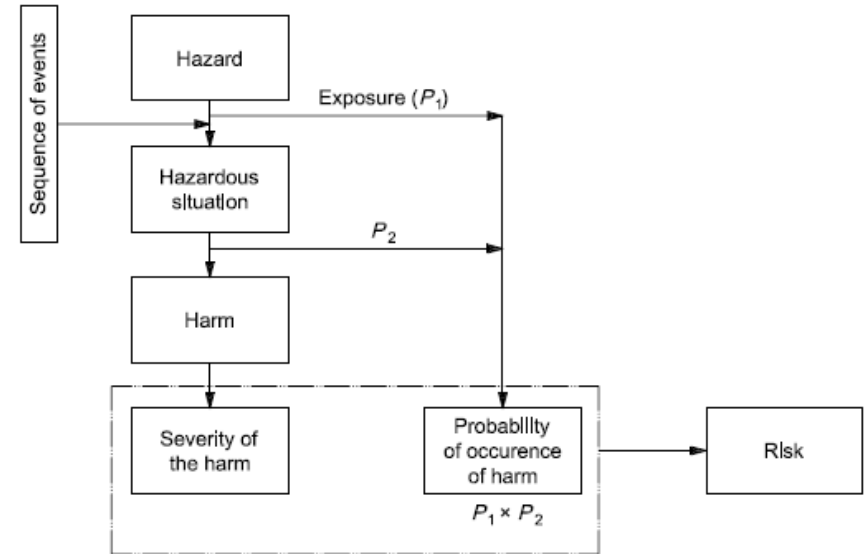 Sequence of events
Hazard
Exposure (P₁)
Hazardous
situation
P₂
Harm
Severity of
the harm
Probability
of occurence
of harm
P₁ × P₂
Risk